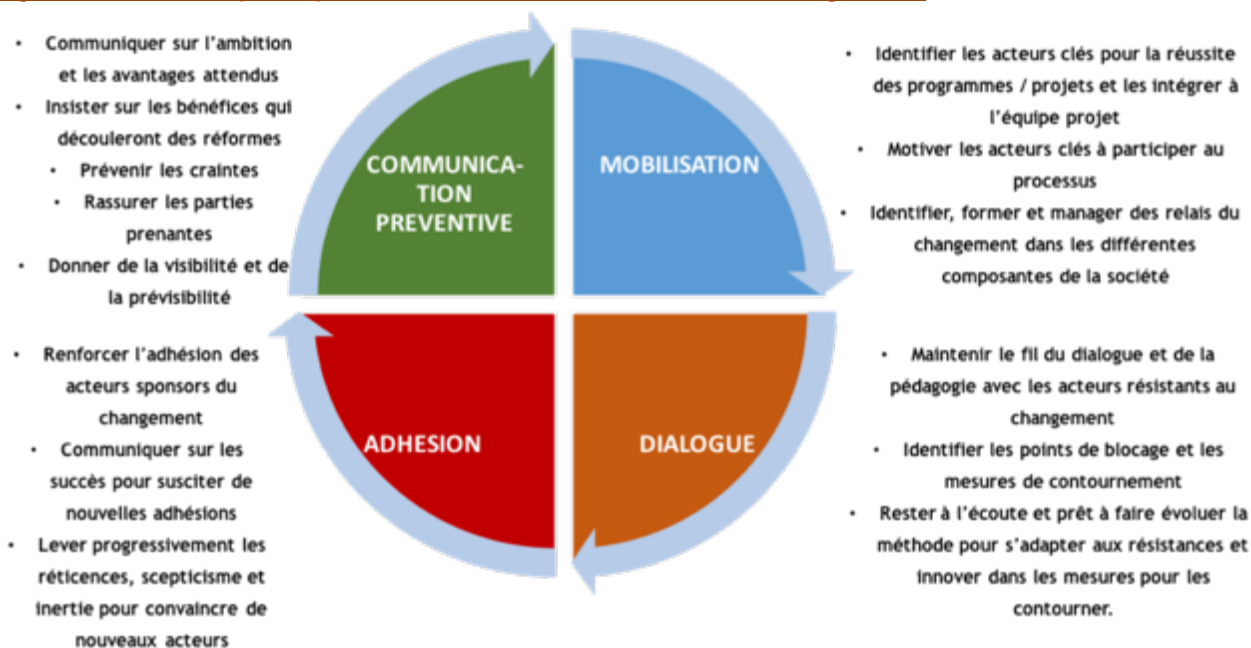 • Communiquer sur l'ambition
et les avantages attendus
• Insister sur les bénéfices qui
découleront des réformes
• Prévenir les craintes
• Rassurer les parties
prenantes
• Donner de la visibilité et de
la prévisibilité
COMMUNICA-
TION
PREVENTIVE
MOBILISATION
• Identifier les acteurs clés pour la réussite
des programmes / projets et les intégrer à
l'équipe projet
• Motiver les acteurs clés à participer au
processus
• Identifier, former et manager des relais du
changement dans les différentes
composantes de la société
• Renforcer l'adhésion des
acteurs sponsors du
changement
• Communiquer sur les
succès pour susciter de
nouvelles adhésions
• Lever progressivement les
réticences, scepticisme et
inertie pour convaincre de
nouveaux acteurs
ADHESION
DIALOGUE
• Maintenir le fil du dialogue et de la
pédagogie avec les acteurs résistants au
changement
• Identifier les points de blocage et les
mesures de contournement
• Rester à l'écoute et prêt à faire évoluer la
méthode pour s'adapter aux résistances et
innover dans les mesures pour les
contourner.